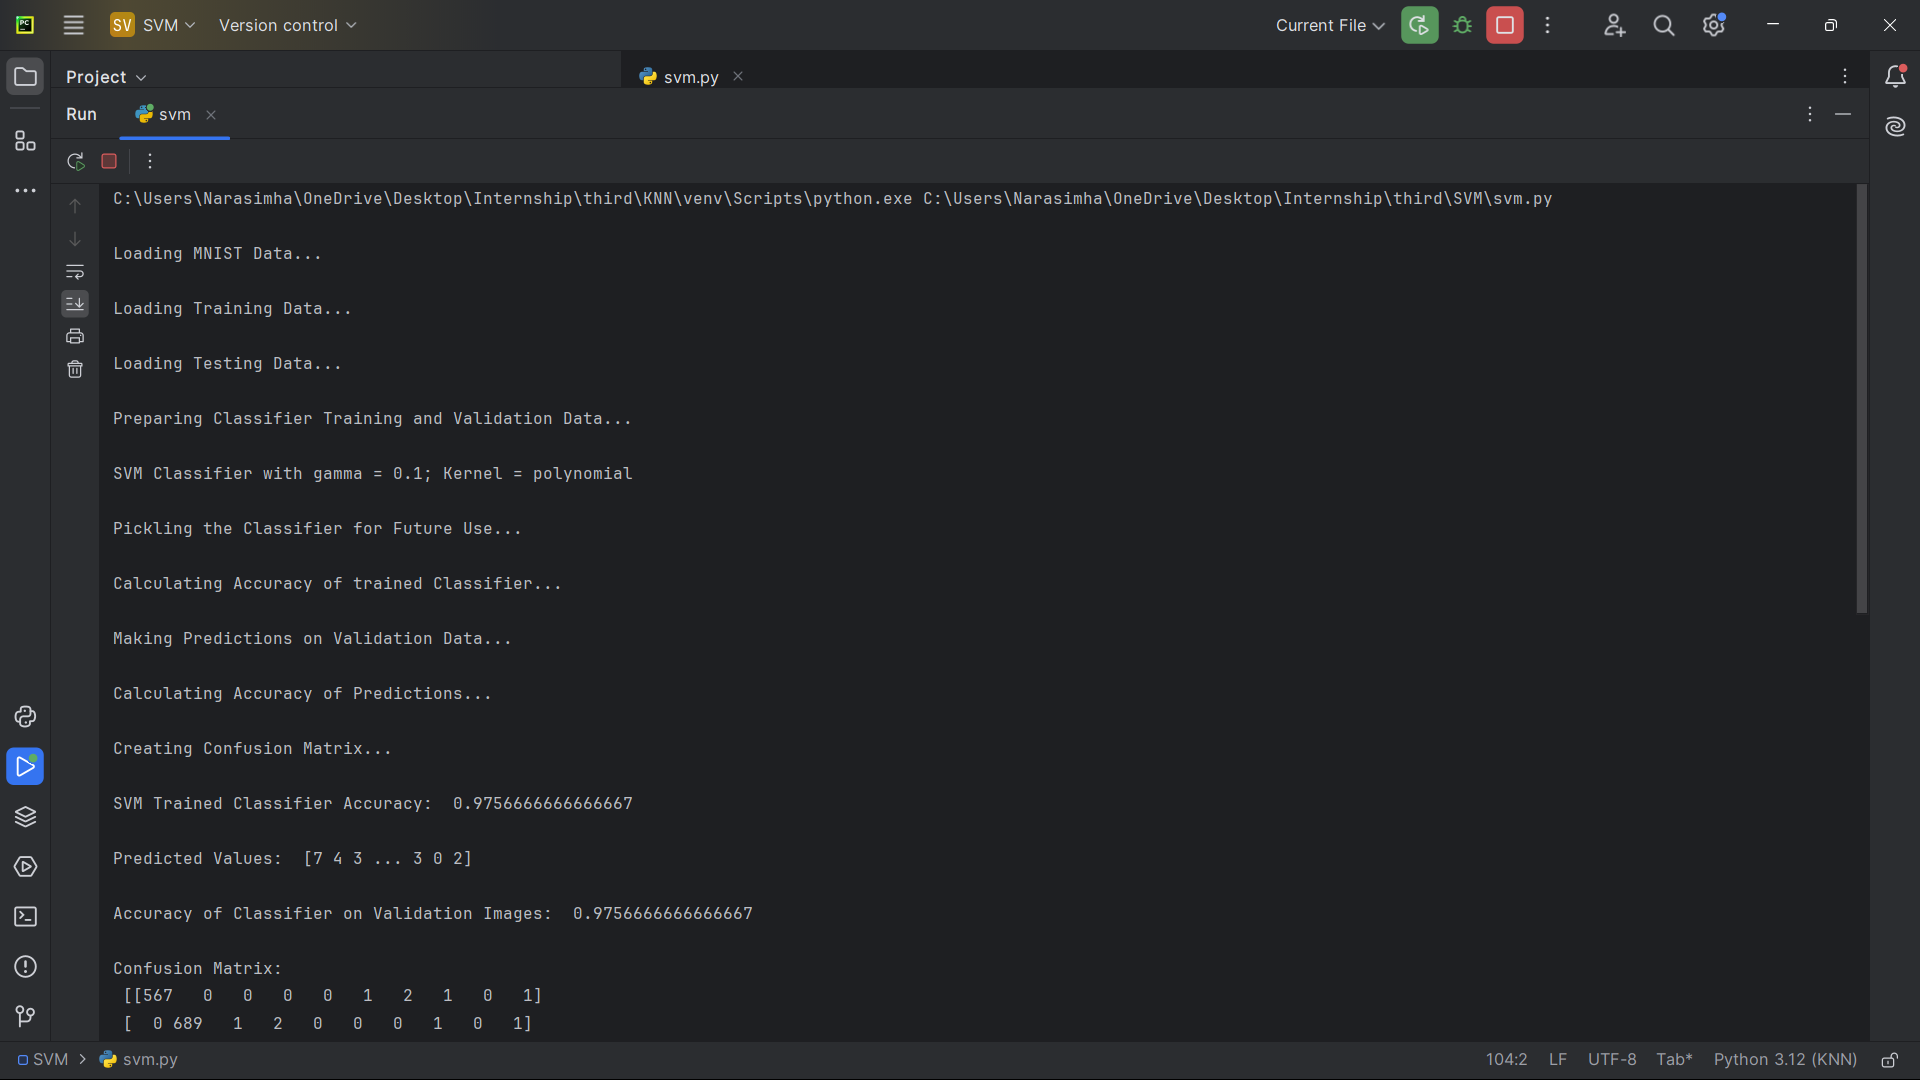 SV SVM Version control Current File
Project svm.py
Run svm
C:\Users\Narasimha\OneDrive\Desktop\Internship\third\KNN\venv\Scripts\python.exe C:\Users\Narasimha\OneDrive\Desktop\Internship\third\SVM\svm.py
Loading MNIST Data...
Loading Training Data...
Loading Testing Data...
Preparing Classifier Training and Validation Data...
SVM Classifier with gamma = 0.1; Kernel = polynomial
Pickling the Classifier for Future Use...
Calculating Accuracy of trained Classifier...
Making Predictions on Validation Data...
Calculating Accuracy of Predictions...
Creating Confusion Matrix...
SVM Trained Classifier Accuracy:  0.9756666666666667
Predicted Values:  [7 4 3 ... 3 0 2]
Accuracy of Classifier on Validation Images:  0.9756666666666667
Confusion Matrix:
[[567   0   0   0   0   1   2   1   0   1]
[  0 689   1   2   0   0   0   1   0   1]
SVM > svm.py 104:2 LF UTF-8 Tab* Python 3.12 (KNN)